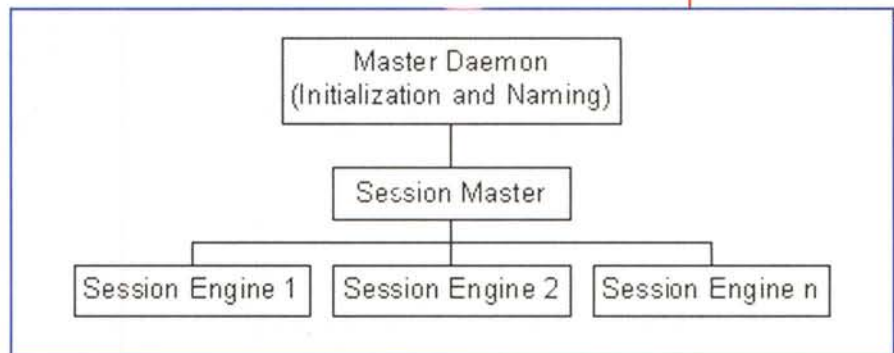 Master Daemon
(Initialization and Naming)
Session Master
Session Engine 1
Session Engine 2
Session Engine n